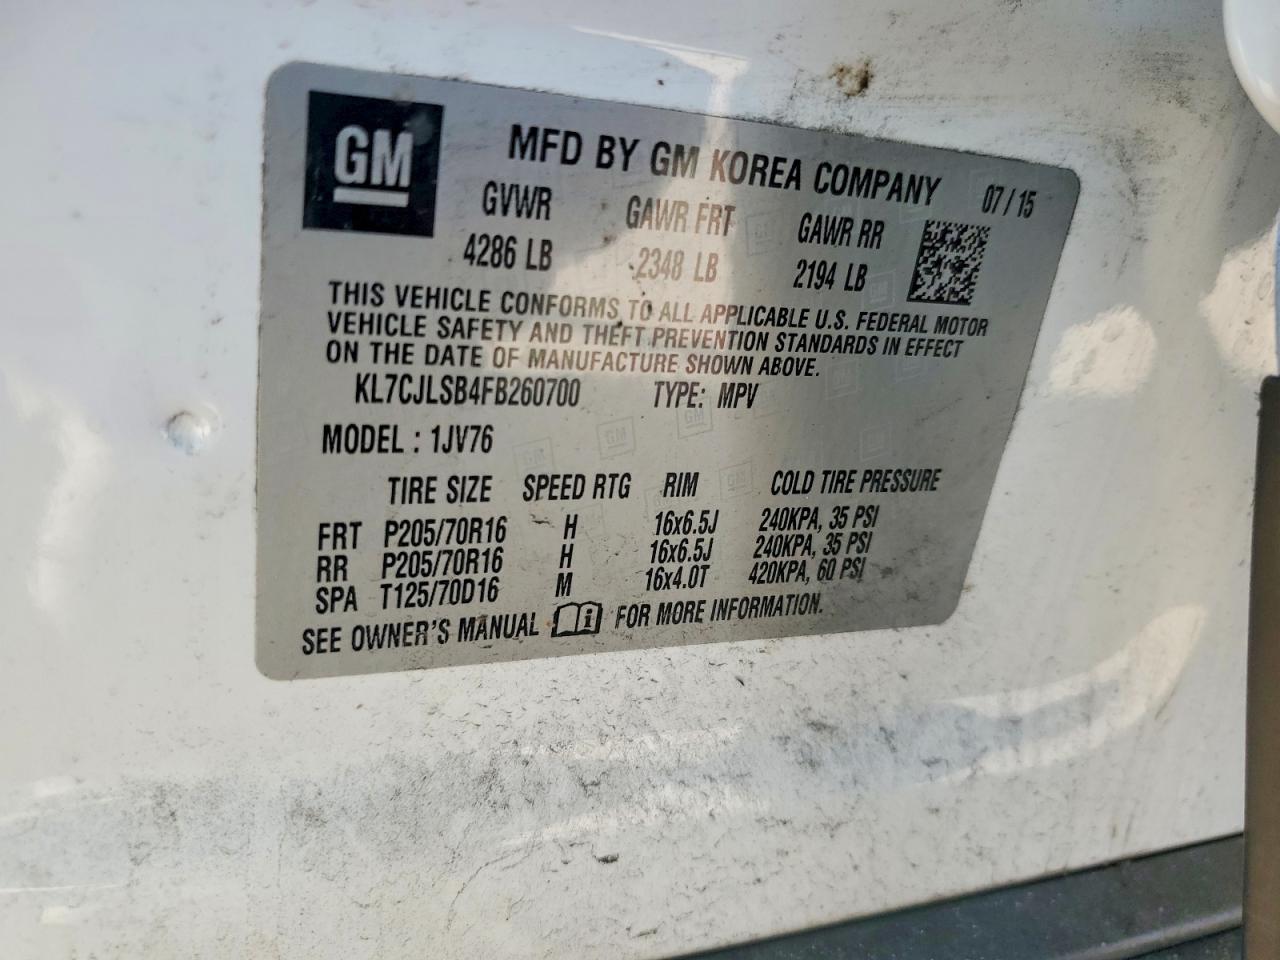 GM
MFD BY GM KOREA COMPANY 07/15
GVWR GAWR FRT GAWR RR
4286 LB 2348 LB 2194 LB
THIS VEHICLE CONFORMS TO ALL APPLICABLE U.S. FEDERAL MOTOR
VEHICLE SAFETY AND THEFT PREVENTION STANDARDS IN EFFECT
ON THE DATE OF MANUFACTURE SHOWN ABOVE.
KL7CJLSB4FB260700 TYPE: MPV
MODEL : 1JV76
TIRE SIZE SPEED RTG RIM COLD TIRE PRESSURE
FRT P205/70R16 H 16x6.5J 240KPA, 35 PSI
RR P205/70R16 H 16x6.5J 240KPA, 35 PSI
SPA T125/70D16 M 16x4.0T 420KPA, 60 PSI
SEE OWNER'S MANUAL i FOR MORE INFORMATION.